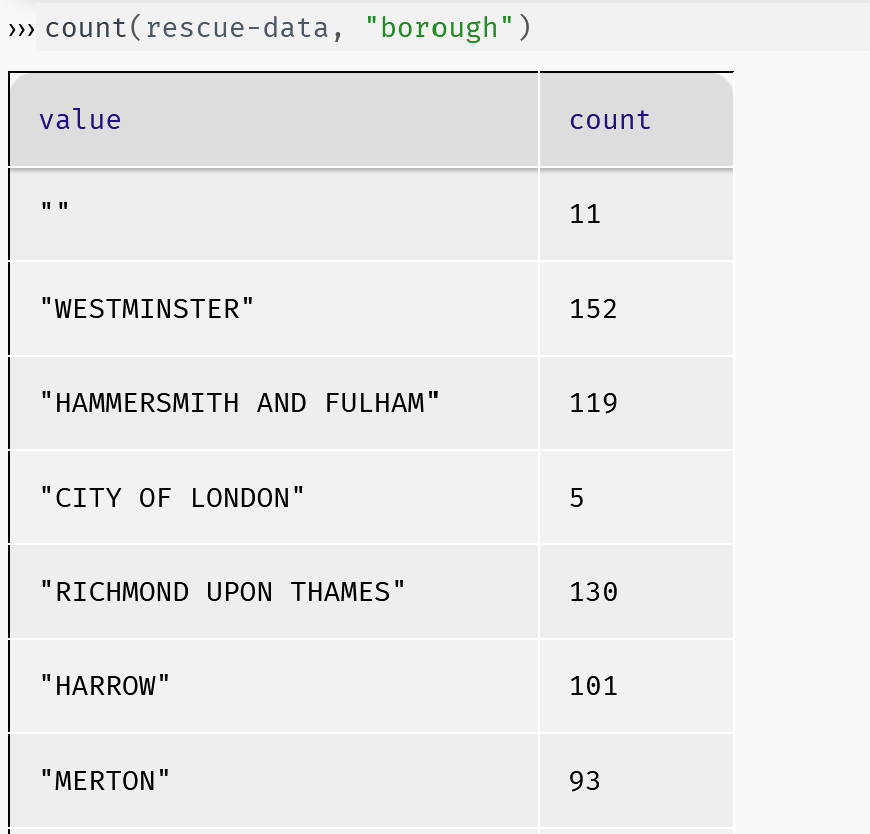 ››› count(rescue-data, "borough")
value count
"" 11
"WESTMINSTER" 152
"HAMMERSMITH AND FULHAM" 119
"CITY OF LONDON" 5
"RICHMOND UPON THAMES" 130
"HARROW" 101
"MERTON" 93